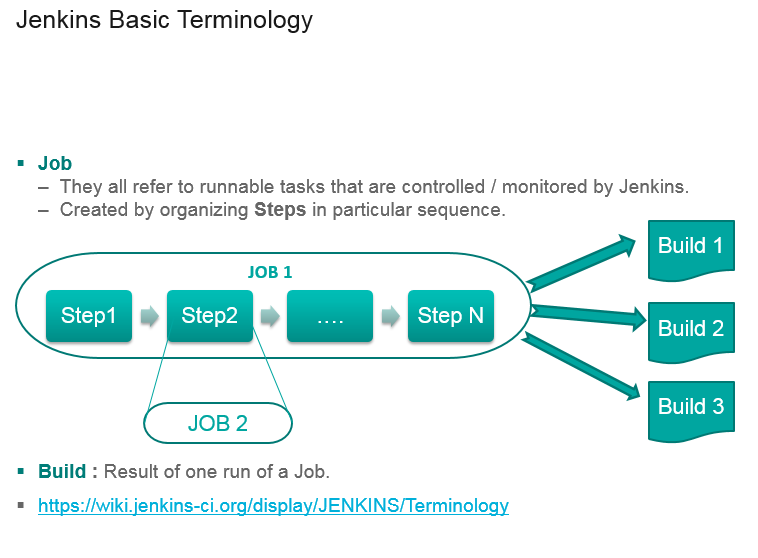 Jenkins Basic Terminology
▪ Job
– They all refer to runnable tasks that are controlled / monitored by Jenkins.
– Created by organizing Steps in particular sequence.
JOB 1
Step1
Step2
....
Step N
Build 1
Build 2
Build 3
JOB 2
▪ Build : Result of one run of a Job.
▪ https://wiki.jenkins-ci.org/display/JENKINS/Terminology